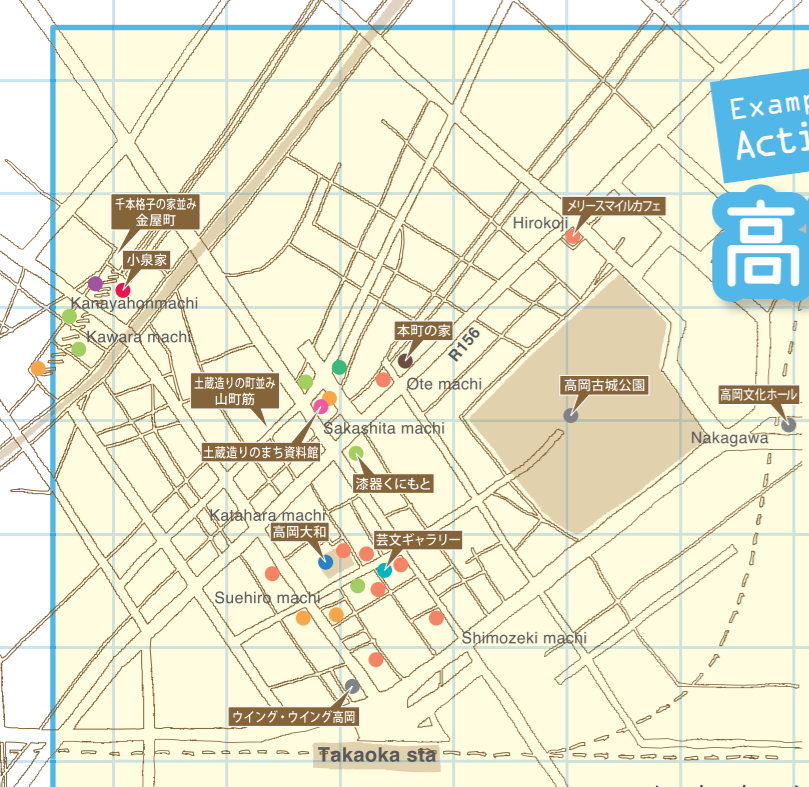 Examp
Acti
高
千本格子の家並み
金屋町
メリースマイルカフェ
Hirokoji
小泉家
Kanayahonmachi
Kawara machi
本町の家
R156
土蔵造りの町並み
山町筋
Ote machi
高岡古城公園
高岡文化ホール
Sakashita machi
Nakagawa
土蔵造りのまち資料館
漆器くにもと
Katahara machi
高岡大和
芸文ギャラリー
Suehiro machi
Shimozeki machi
ウイング・ウイング高岡
Takaoka sta